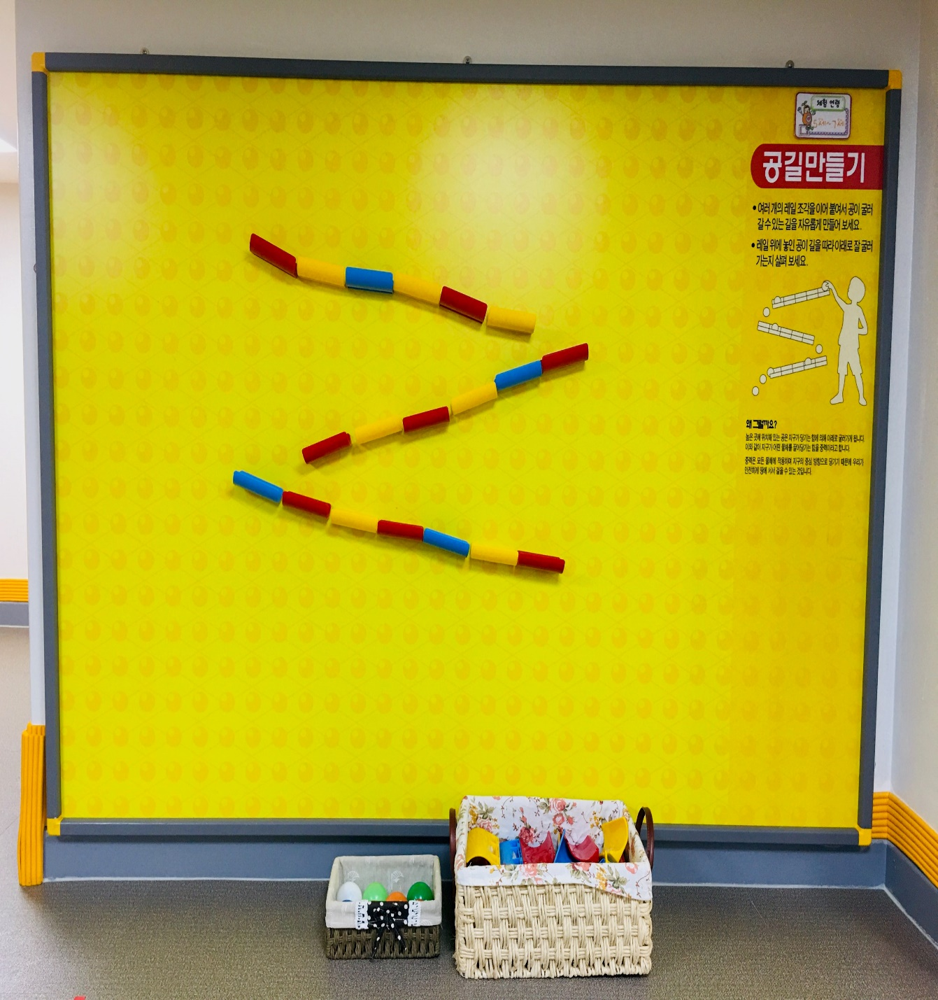 체험 연령
5세~7세
공길만들기
• 여러 개의 레일 조각을 이어 붙여서 공이 굴러
갈 수 있는 길을 자유롭게 만들어 보세요.
• 레일 위에 놓인 공이 길을 따라 아래로 잘 굴러
가는지 살펴 보세요.
왜 그럴까요?
높은 곳에 위치해 있는 공은 지구가 당기는 힘에 의해 아래로 굴러가게 됩니다.
이와 같이 지구가 어떤 물체를 끌어당기는 힘을 중력이라고 합니다.
중력은 모든 물체에 작용하며 지구의 중심 방향으로 당기기 때문에 우리가
안전하게 땅에 서서 걸을 수 있는 것입니다.